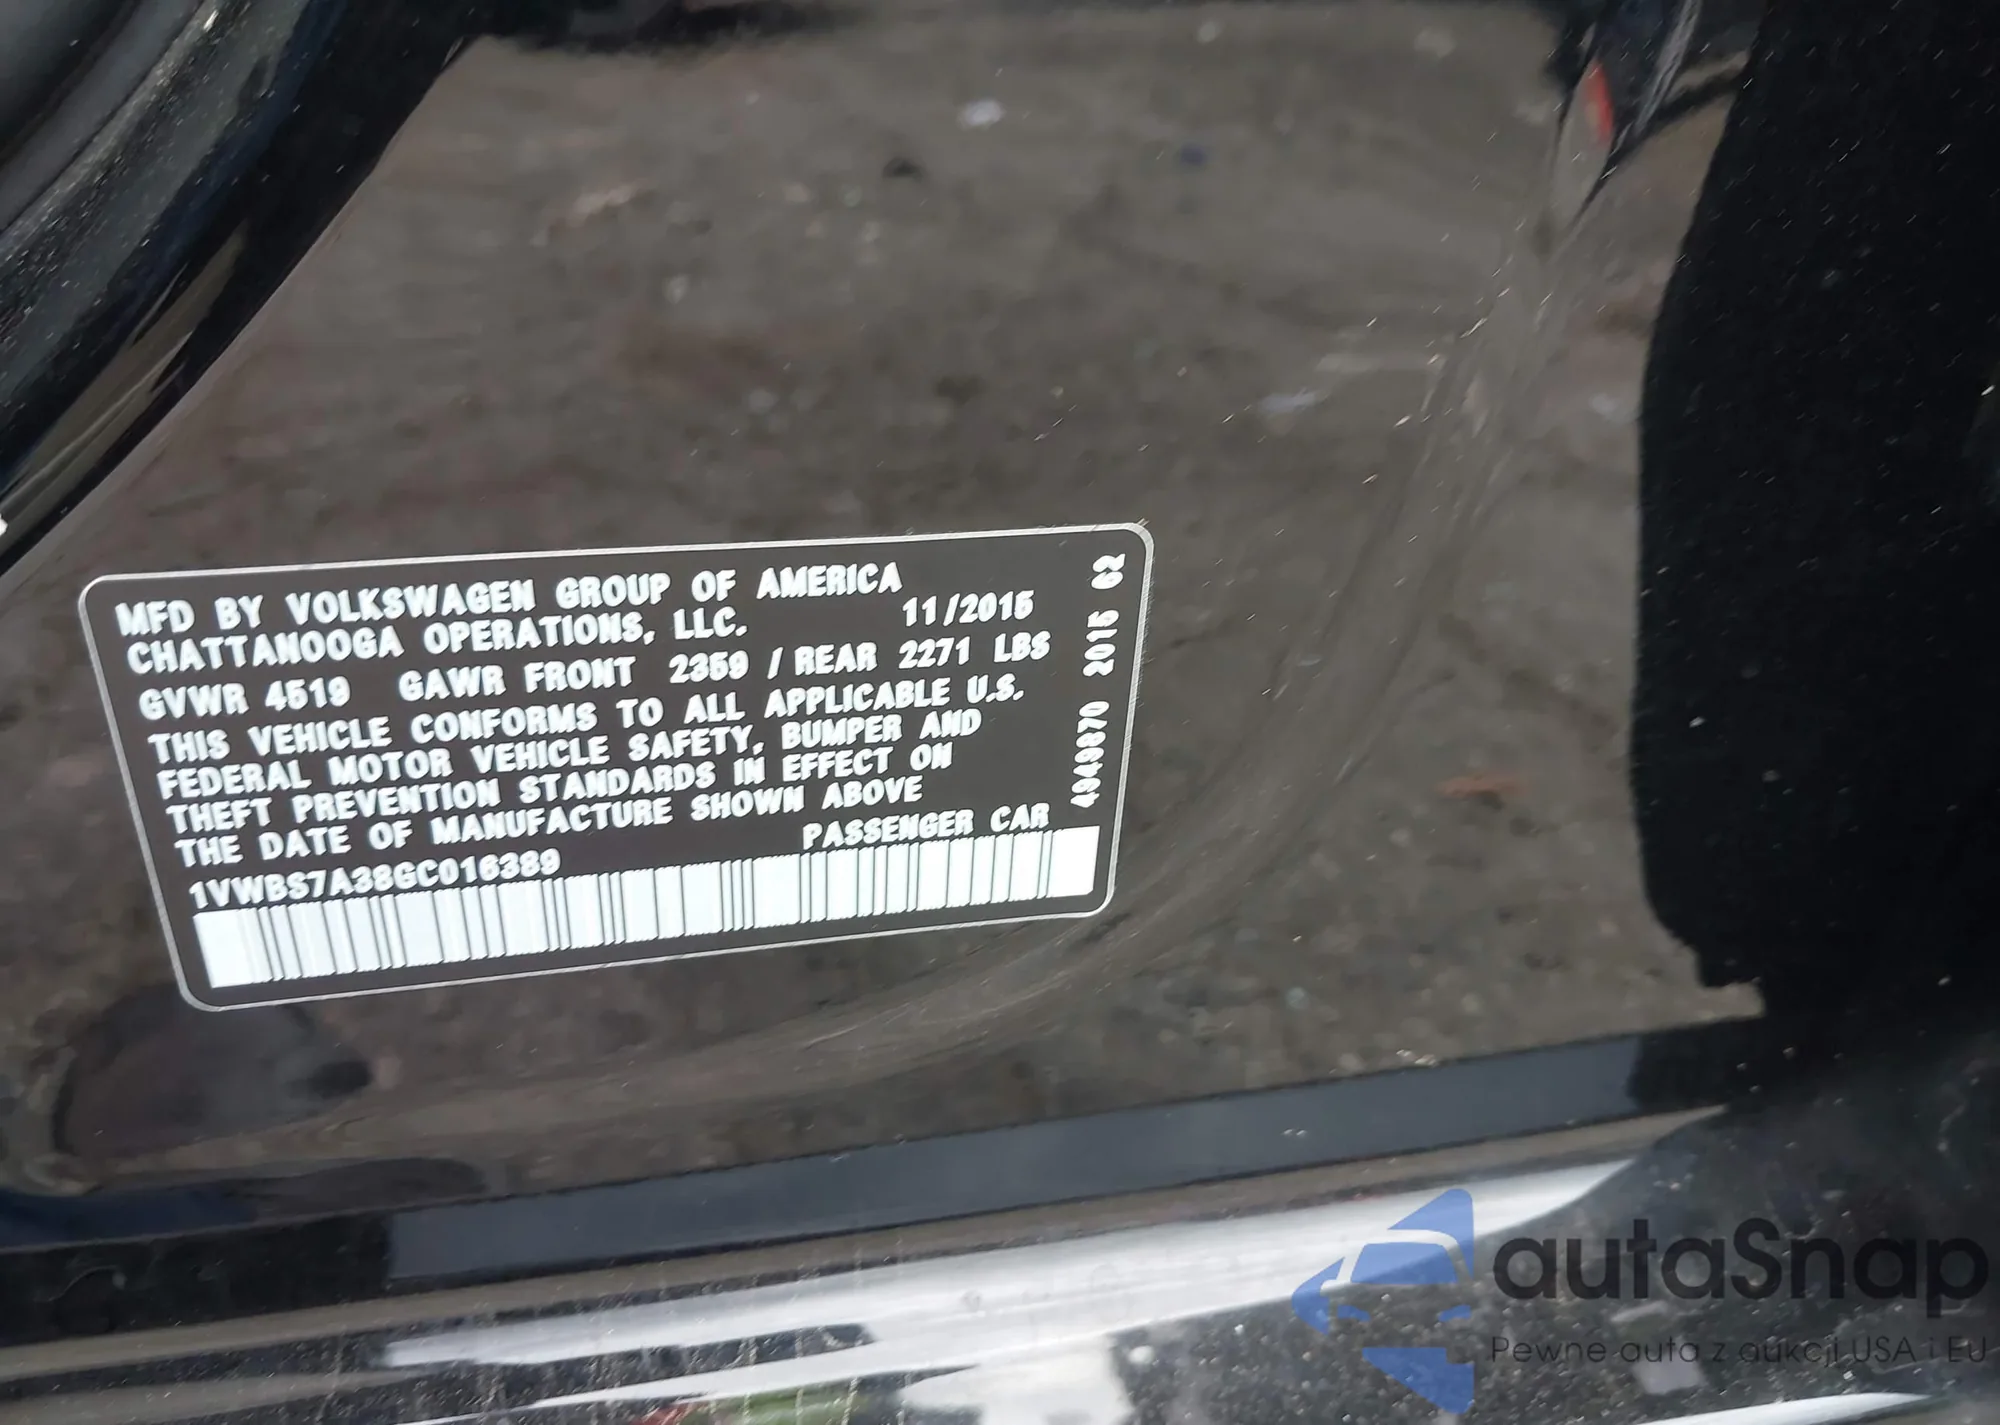 MFD BY VOLKSWAGEN GROUP OF AMERICA
CHATTANOOGA OPERATIONS, LLC. 11/2015
GVWR 4519 GAWR FRONT 2359 / REAR 2271 LBS
THIS VEHICLE CONFORMS TO ALL APPLICABLE U.S.
FEDERAL MOTOR VEHICLE SAFETY, BUMPER AND
THEFT PREVENTION STANDARDS IN EFFECT ON
THE DATE OF MANUFACTURE SHOWN ABOVE
PASSENGER CAR
1VWBS7A38GC016389
4949870 2015 62
autaSnap
Pewne auta z aukcji USA i EU